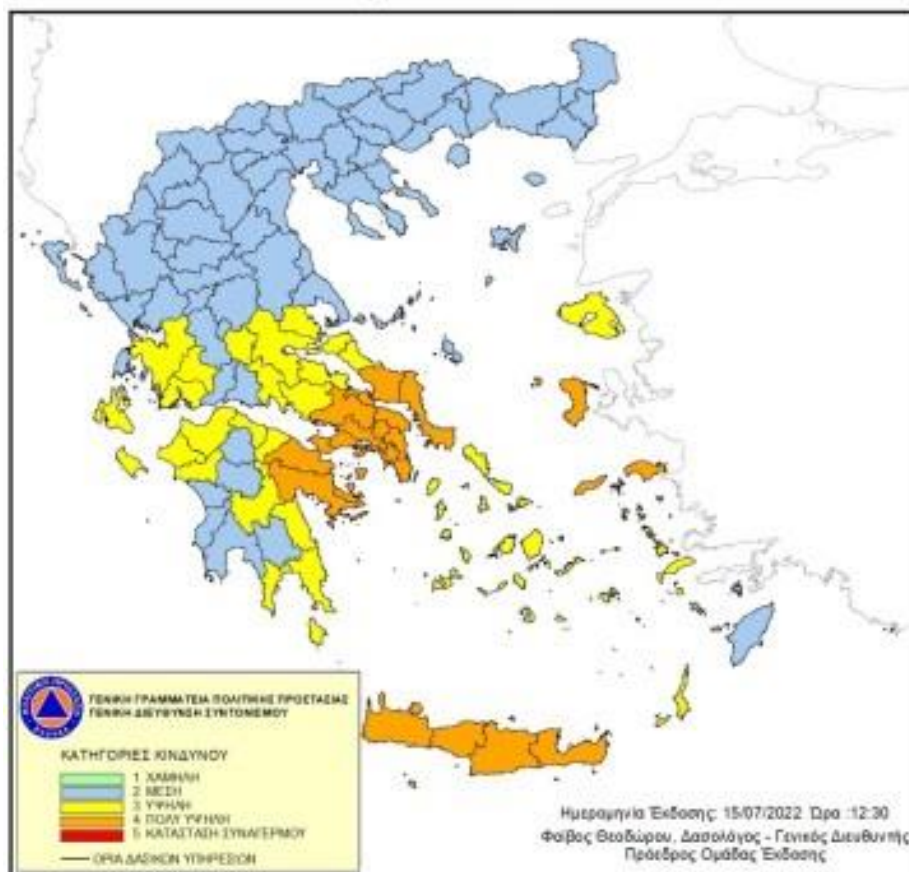 ΓΕΝΙΚΗ ΓΡΑΜΜΑΤΕΙΑ ΠΟΛΙΤΙΚΗΣ ΠΡΟΣΤΑΣΙΑΣ
ΓΕΝΙΚΗ ΔΙΕΥΘΥΝΣΗ ΣΥΝΤΟΝΙΣΜΟΥ
ΚΑΤΗΓΟΡΙΕΣ ΚΙΝΔΥΝΟΥ
1. ΧΑΜΗΛΗ
2. ΜΕΣΗ
3. ΥΨΗΛΗ
4. ΠΟΛΥ ΥΨΗΛΗ
5. ΚΑΤΑΣΤΑΣΗ ΣΥΝΑΓΕΡΜΟΥ
ΟΡΙΑ ΔΑΣΙΚΩΝ ΥΠΗΡΕΣΙΩΝ
Ημερομηνία Έκδοσης: 15/07/2022 Ώρα :12:30
Φοίβος Θεοδώρου, Δασολόγος - Γενικός Διευθυντής
Πρόεδρος Ομάδας Έκδοσης